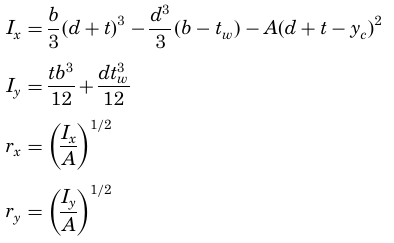 I_x = \frac{b}{3}(d + t)^3 - \frac{d^3}{3}(b - t_w) - A(d + t - y_c)^2
I_y = \frac{tb^3}{12} + \frac{dt_w^3}{12}
r_x = \left(\frac{I_x}{A}\right)^{1/2}
r_y = \left(\frac{I_y}{A}\right)^{1/2}